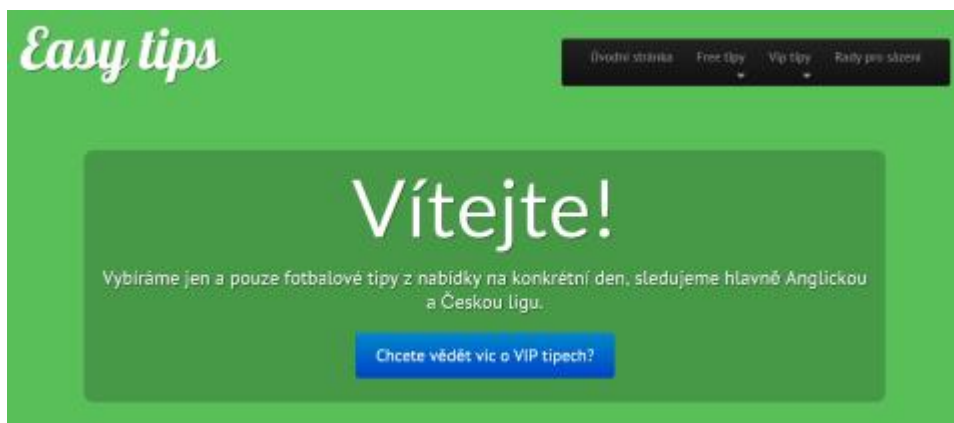 Easy tips
Úvodní stránka Free tipy Vip tipy Rady pro sázení
Vítejte!
Vybíráme jen a pouze fotbalové tipy z nabídky na konkrétní den, sledujeme hlavně Anglickou
a Českou ligu.
Chcete vědět víc o VIP tipech?